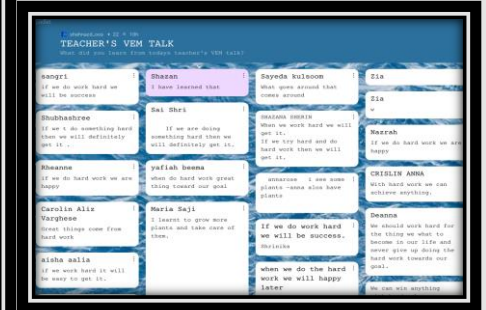 TEACHER'S VEM TALK
What did you learn from todays teacher's VEM talk?
sangri
if we do work hard we
will be success
Shubhashree
If we t do something hard
then we will definitely
get it .
Rheanne
if we do hard work we are
happy
Carolin Aliz
Varghese
Great things come from
hard work
aisha aalia
if we work hard it will
be easy to get it.
Shazan
I have learned that
Sai Shri
If we are doing
something hard then we
will definitely get it.
yafiah beema
when do hard work great
thing toward our goal
Maria Saji
I learnt to grow more
plants and take care of
them.
Sayeda kulsoom
What goes around that
comes around
SHAZANA SHERIN
When we work hard we will
get it.
If we try hard and do
hard work then we will
get it.
annarose i use some
plants -anna alos have
plants
If we do work hard
we will be success.
Shrinika
when we do the hard
work we will happy
later
Zia
Zia
w
Nazrah
if we do hard work we are
happy
CRISLIN ANNA
With hard work we can
achieve anything.
Deanna
We should work hard for
the thing we what to
become in our life and
never give up doing the
hard work towards our
goal.
We can win anything